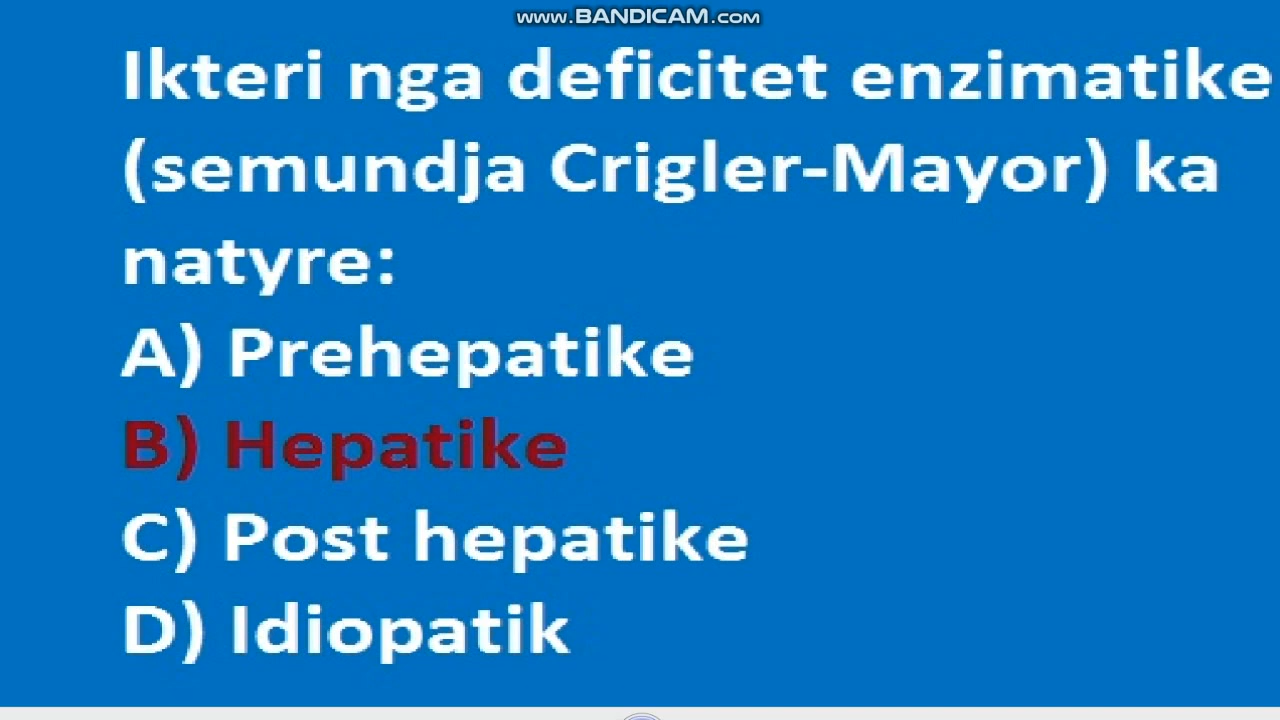 www.BANDICAM.com
Ikteri nga deficitet enzimatike
(semundja Crigler-Mayor) ka
natyre:
A) Prehepatike
B) Hepatike
C) Post hepatike
D) Idiopatik